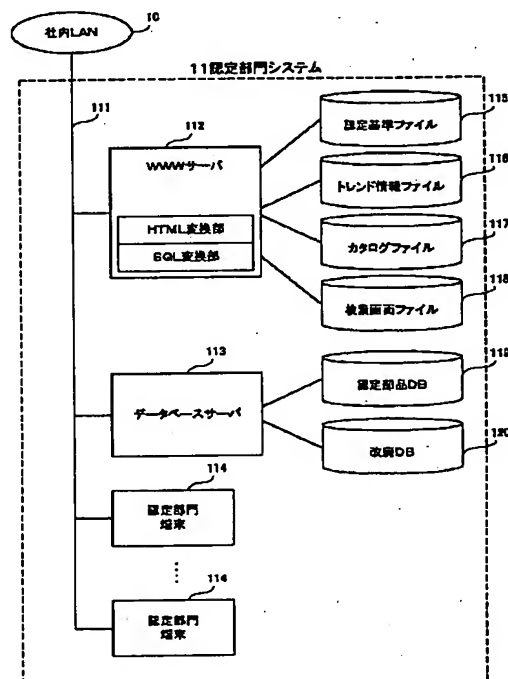 社内LAN
10
11認定部門システム
111
112
WWWサーバ
HTML変換部
SQL変換部
115
認定基準ファイル
116
トレンド情報ファイル
117
カタログファイル
118
検索画面ファイル
113
データベースサーバ
119
認定部品DB
120
改廃DB
114
認定部門
端末
114
認定部門
端末